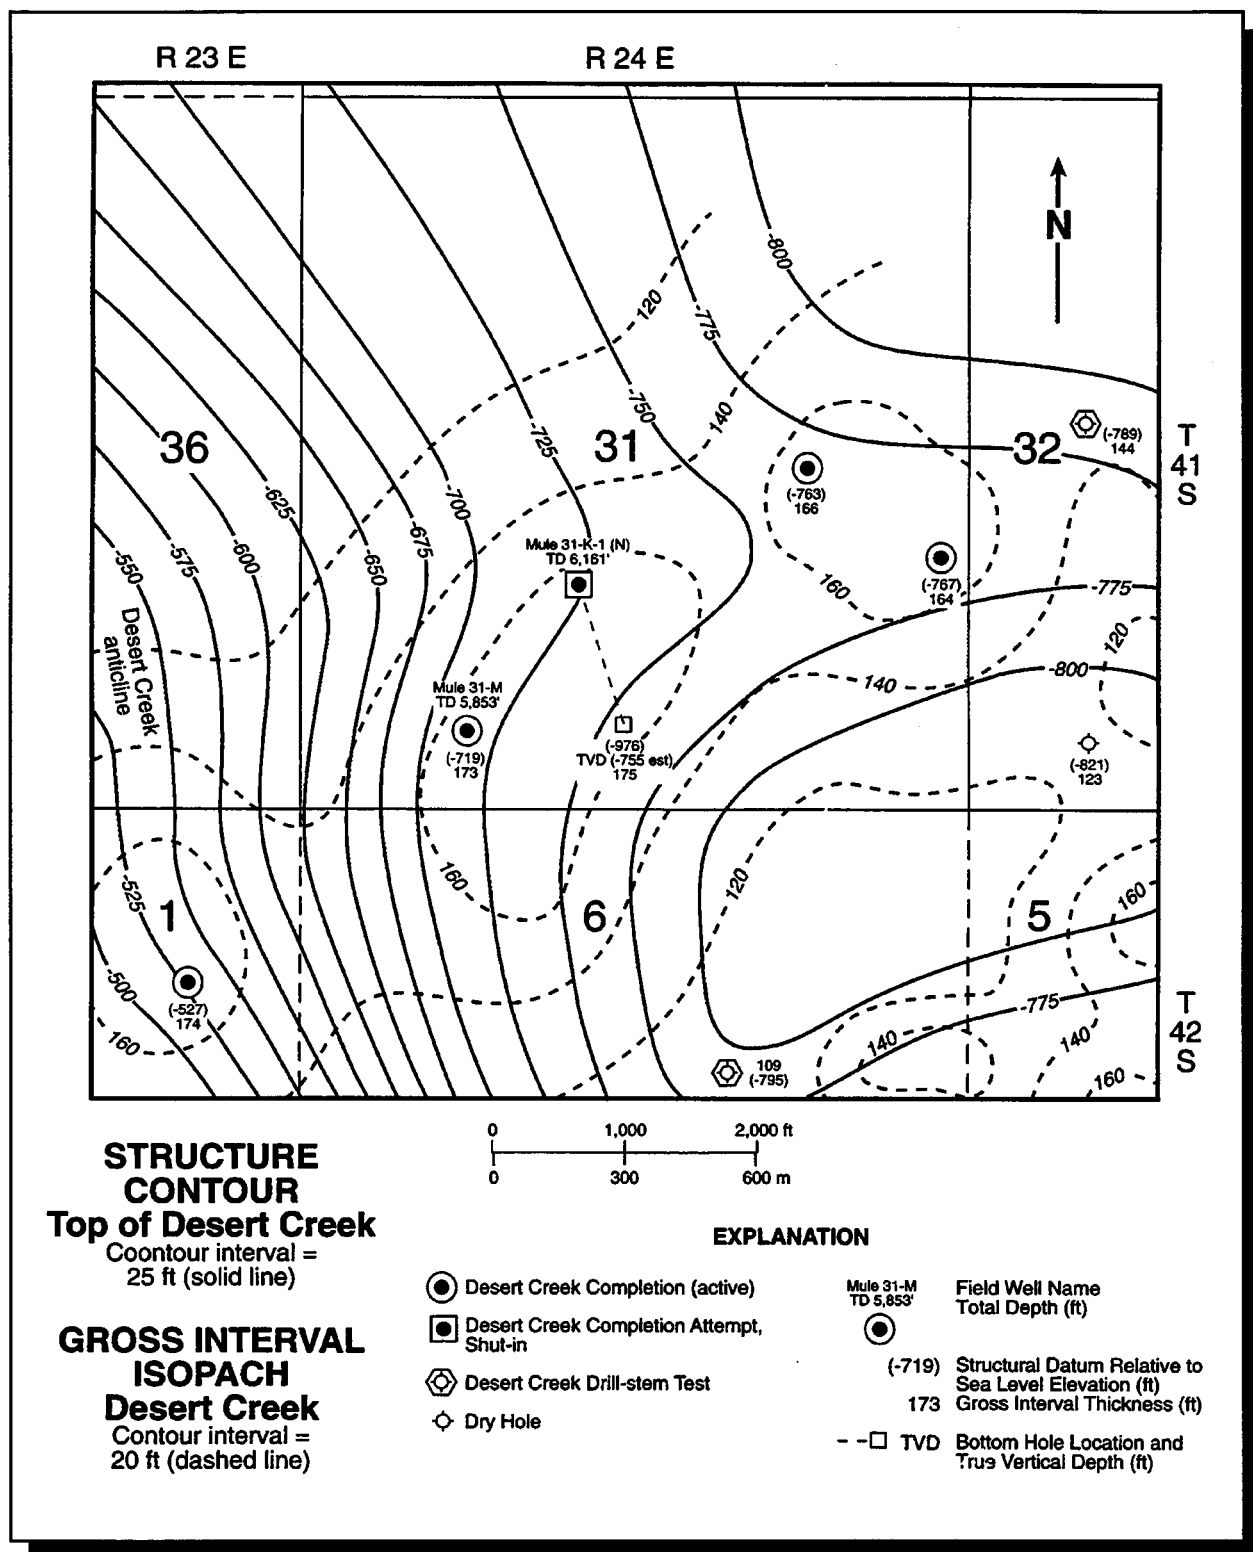 R 23 E
R 24 E
N
-800
120
-775
-750
140
-725
36
31
32
(-789)
144
T
41
S
(-763)
166
-625
-700
-600
-575
-550
-650
-675
Mule 31-K-1 (N)
TD 6,161'
160
(-767)
164
-775
120
Desert Creek
anticline
-800
140
Mule 31-M
TD 5,853'
(-719)
173
(-976)
TVD (-755 est)
175
(-821)
123
-525
160
120
160
1
6
5
-500
(-527)
174
160
-775
140
140
160
109
(-795)
T
42
S
0 1,000 2,000 ft
0 300 600 m
STRUCTURE
CONTOUR
Top of Desert Creek
Coontour interval =
25 ft (solid line)
GROSS INTERVAL
ISOPACH
Desert Creek
Contour interval =
20 ft (dashed line)
EXPLANATION
Desert Creek Completion (active)
Desert Creek Completion Attempt,
Shut-in
Desert Creek Drill-stem Test
Dry Hole
Mule 31-M
TD 5,853'
Field Well Name
Total Depth (ft)
(-719) Structural Datum Relative to
Sea Level Elevation (ft)
173 Gross Interval Thickness (ft)
TVD Bottom Hole Location and
True Vertical Depth (ft)